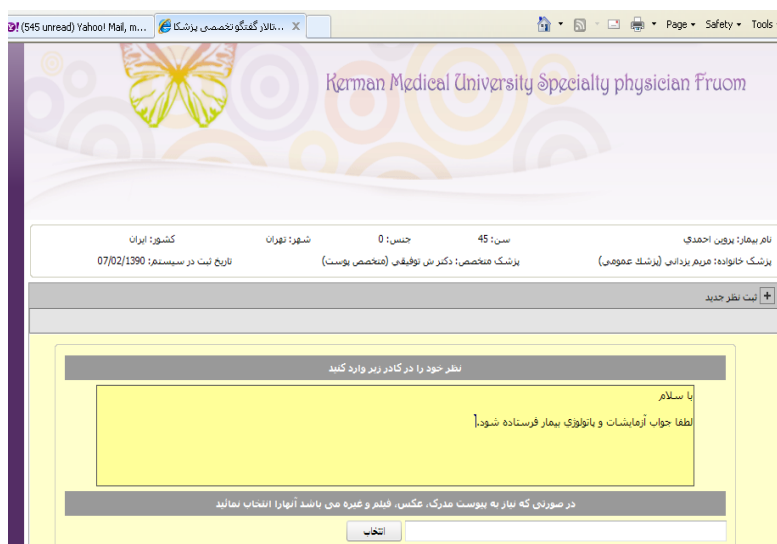 (545 unread) Yahoo! Mail, m...
تالار گفتگو تخصصی پزشکا...
X
Page
Safety
Tools
Kerman Medical University Specialty physician Fruom
نام بیمار: پروین احمدي
سن: 45
جنس: 0
شهر: تهران
کشور: ایران
پزشک خانواده: مریم یزدانی (پزشك عمومی)
پزشک متخصص: دکتر ش توفیقی (متخصص پوست)
تاریخ ثبت در سیستم: 07/02/1390
+ ثبت نظر جدید
نظر خود را در کادر زیر وارد کنید
با سلام
لطفا جواب آزمایشات و پاتولوژي بیمار فرستاده شود.
در صورتی که نیاز به پیوست مدرک، عکس، فیلم و غیره می باشد آنهارا انتخاب نمائید
انتخاب